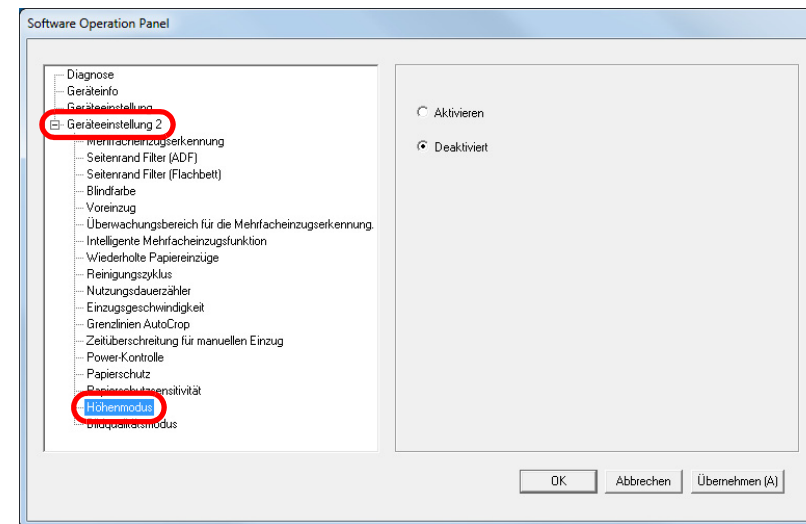 Software Operation Panel
Diagnose
Geräteinfo
Geräteeinstellung
Geräteeinstellung 2
Mehrfacheinzugserkennung
Seitenrand Filter (ADF)
Seitenrand Filter (Flachbett)
Blindfarbe
Voreinzug
Überwachungsbereich für die Mehrfacheinzugserkennung.
Intelligente Mehrfacheinzugsfunktion
Wiederholte Papiereinzüge
Reinigungszyklus
Nutzungsdauerzähler
Einzugsgeschwindigkeit
Grenzlinien AutoCrop
Zeitüberschreitung für manuellen Einzug
Power-Kontrolle
Papierschutz
Papierschutzsensitivität
Höhenmodus
Bildqualitätsmodus
Aktivieren
Deaktiviert
OK
Abbrechen
Übernehmen (A)